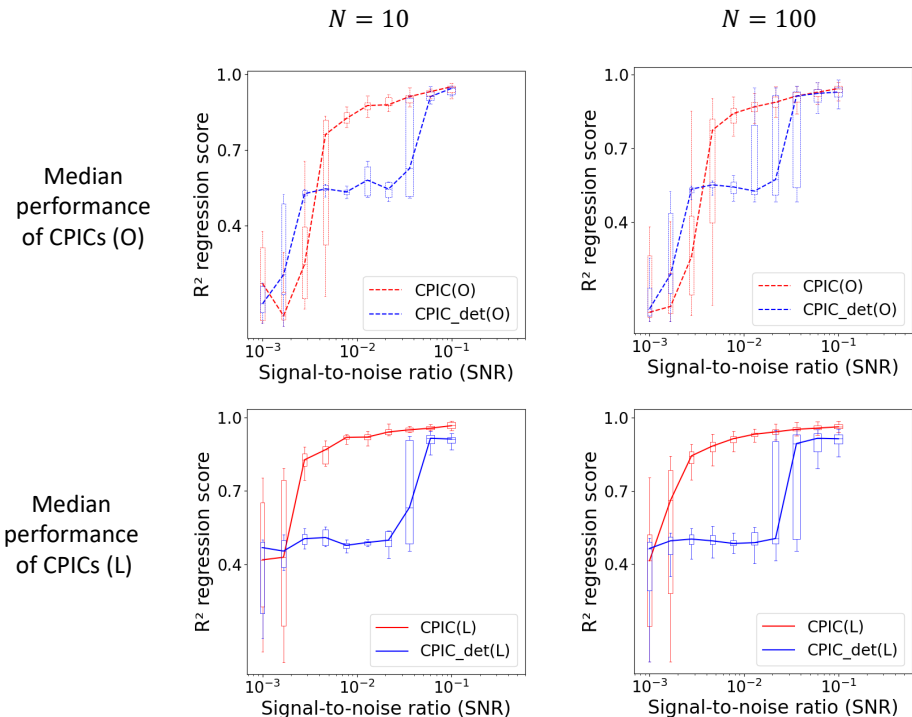 N = 10
N = 100
Median
performance
of CPICs (O)
R² regression score
1.0
0.7
0.4
CPIC(O)
CPIC_det(O)
10⁻³
10⁻²
10⁻¹
Signal-to-noise ratio (SNR)
R² regression score
1.0
0.7
0.4
CPIC(O)
CPIC_det(O)
10⁻³
10⁻²
10⁻¹
Signal-to-noise ratio (SNR)
Median
performance
of CPICs (L)
R² regression score
1.0
0.7
0.4
CPIC(L)
CPIC_det(L)
10⁻³
10⁻²
10⁻¹
Signal-to-noise ratio (SNR)
R² regression score
1.0
0.7
0.4
CPIC(L)
CPIC_det(L)
10⁻³
10⁻²
10⁻¹
Signal-to-noise ratio (SNR)